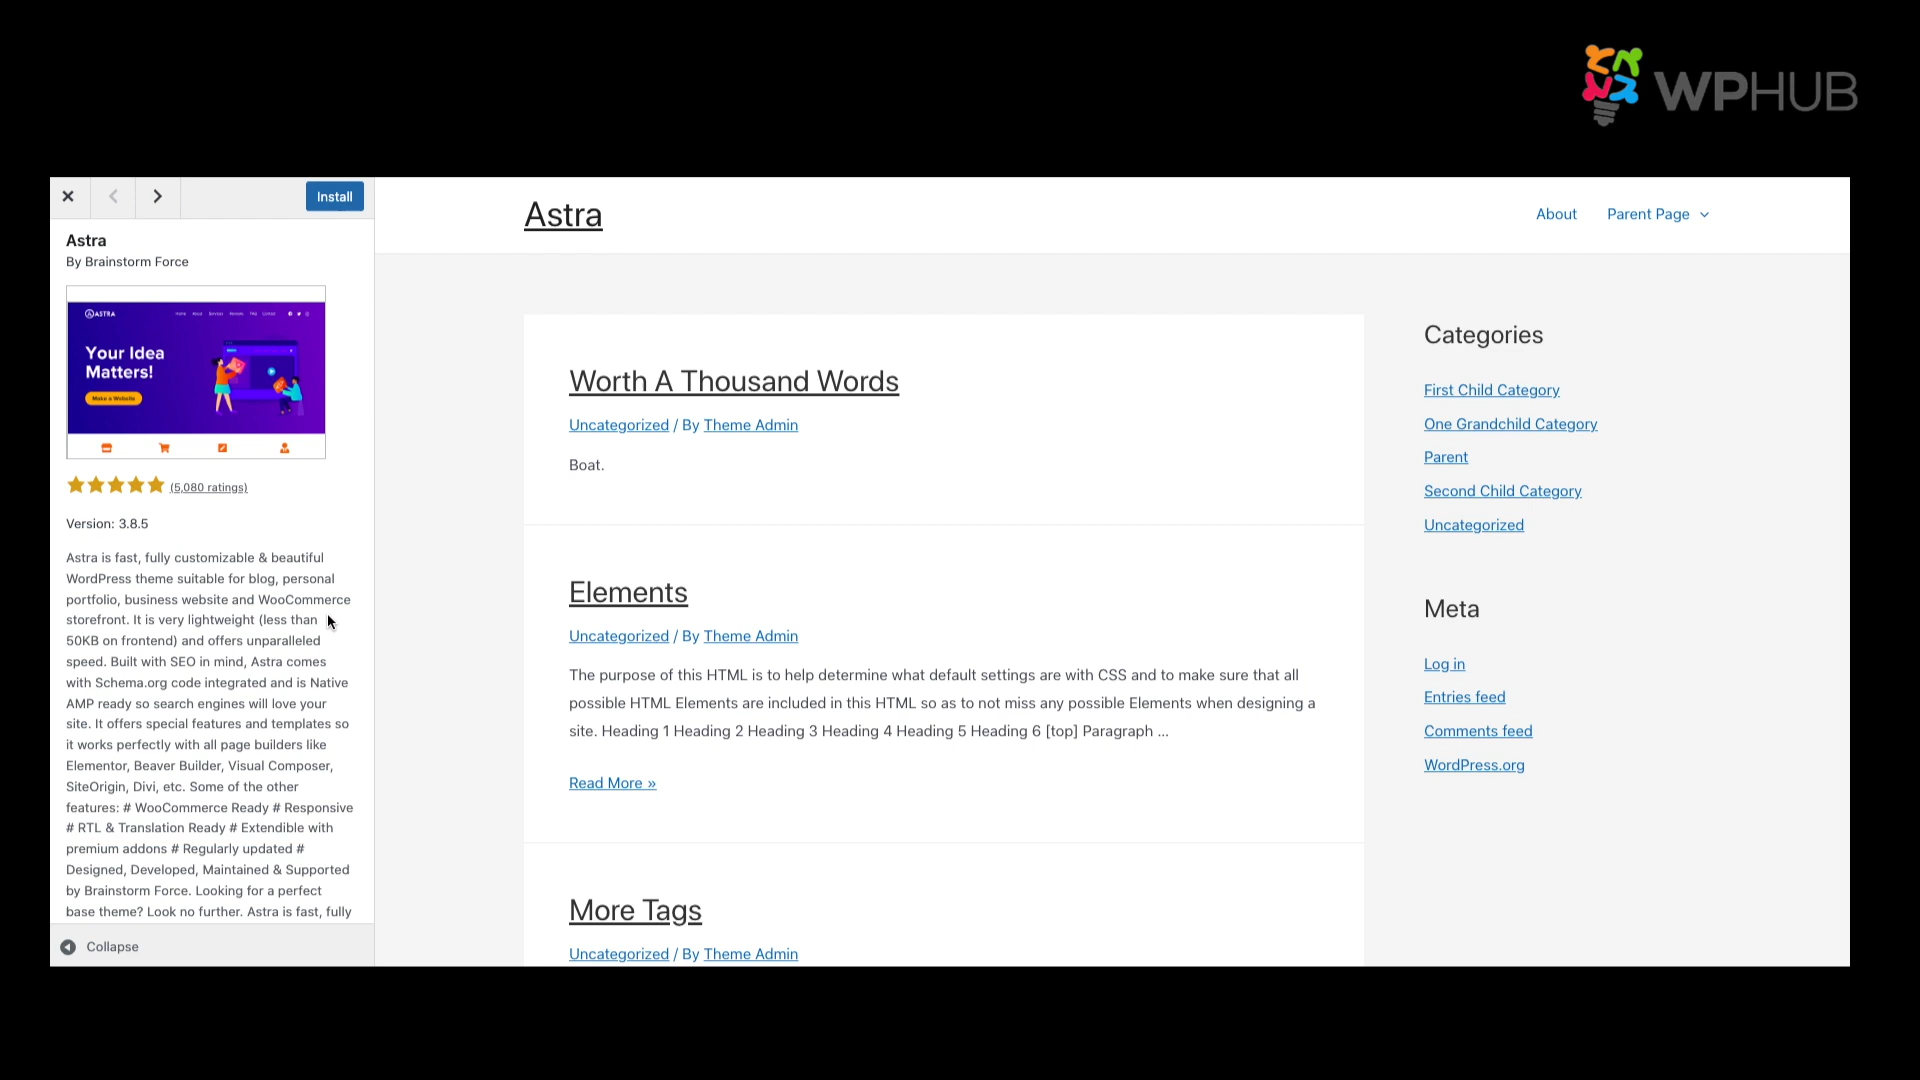 WPHUB
Install
Astra
By Brainstorm Force
ASTRA
Home About Services Reviews FAQ Contact
Your Idea
Matters!
Make a Website
(5,080 ratings)
Version: 3.8.5
Astra is fast, fully customizable & beautiful
WordPress theme suitable for blog, personal
portfolio, business website and WooCommerce
storefront. It is very lightweight (less than
50KB on frontend) and offers unparalleled
speed. Built with SEO in mind, Astra comes
with Schema.org code integrated and is Native
AMP ready so search engines will love your
site. It offers special features and templates so
it works perfectly with all page builders like
Elementor, Beaver Builder, Visual Composer,
SiteOrigin, Divi, etc. Some of the other
features: # WooCommerce Ready # Responsive
# RTL & Translation Ready # Extendible with
premium addons # Regularly updated #
Designed, Developed, Maintained & Supported
by Brainstorm Force. Looking for a perfect
base theme? Look no further. Astra is fast, fully
Collapse
Astra
About
Parent Page
Worth A Thousand Words
Uncategorized / By Theme Admin
Boat.
Elements
Uncategorized / By Theme Admin
The purpose of this HTML is to help determine what default settings are with CSS and to make sure that all
possible HTML Elements are included in this HTML so as to not miss any possible Elements when designing a
site. Heading 1 Heading 2 Heading 3 Heading 4 Heading 5 Heading 6 [top] Paragraph ...
Read More »
More Tags
Uncategorized / By Theme Admin
Categories
First Child Category
One Grandchild Category
Parent
Second Child Category
Uncategorized
Meta
Log in
Entries feed
Comments feed
WordPress.org